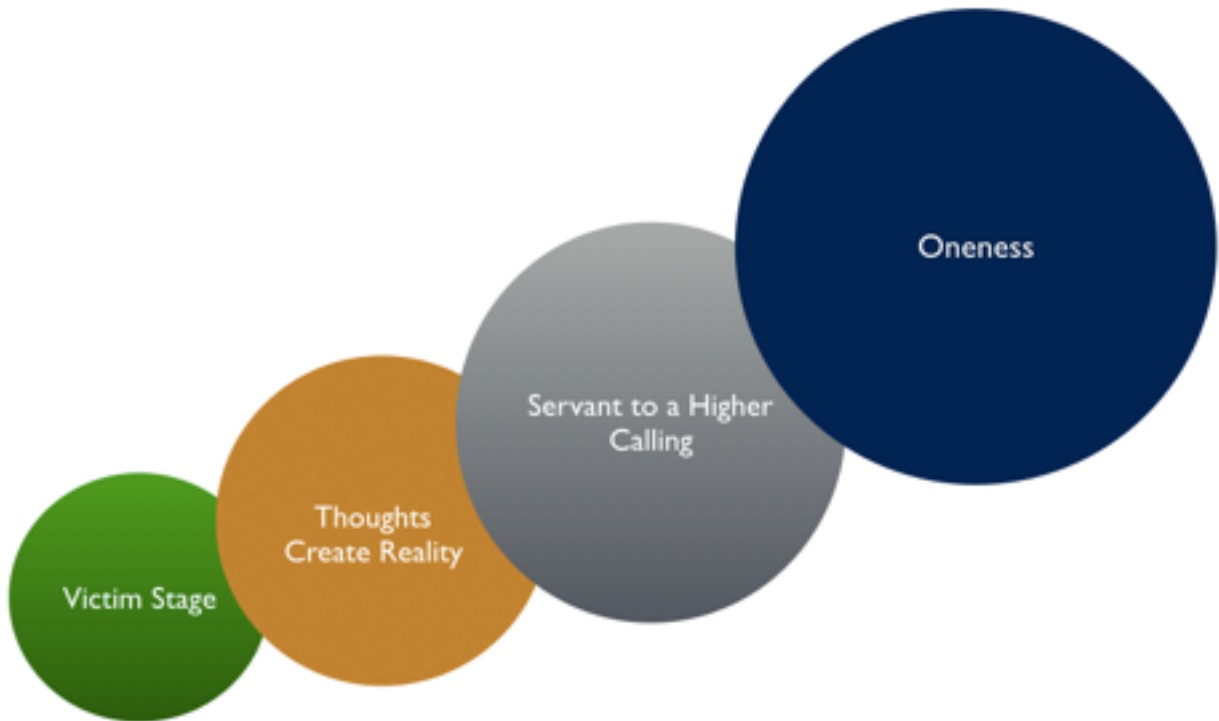 Oneness
Servant to a Higher
Calling
Thoughts
Create Reality
Victim Stage